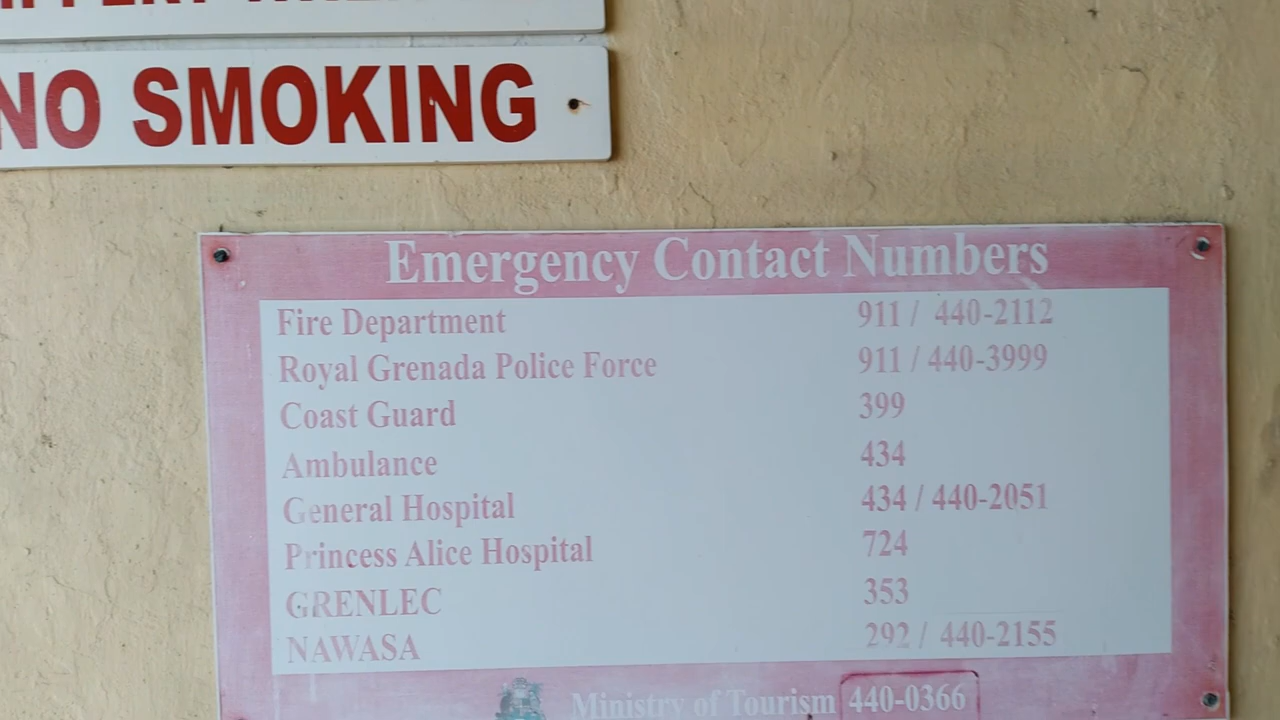 NO SMOKING
Emergency Contact Numbers
Fire Department 911 / 440-2112
Royal Grenada Police Force 911 / 440-3999
Coast Guard 399
Ambulance 434
General Hospital 434 / 440-2051
Princess Alice Hospital 724
GRENLEC 353
NAWASA 292 / 440-2155
Ministry of Tourism 440-0366